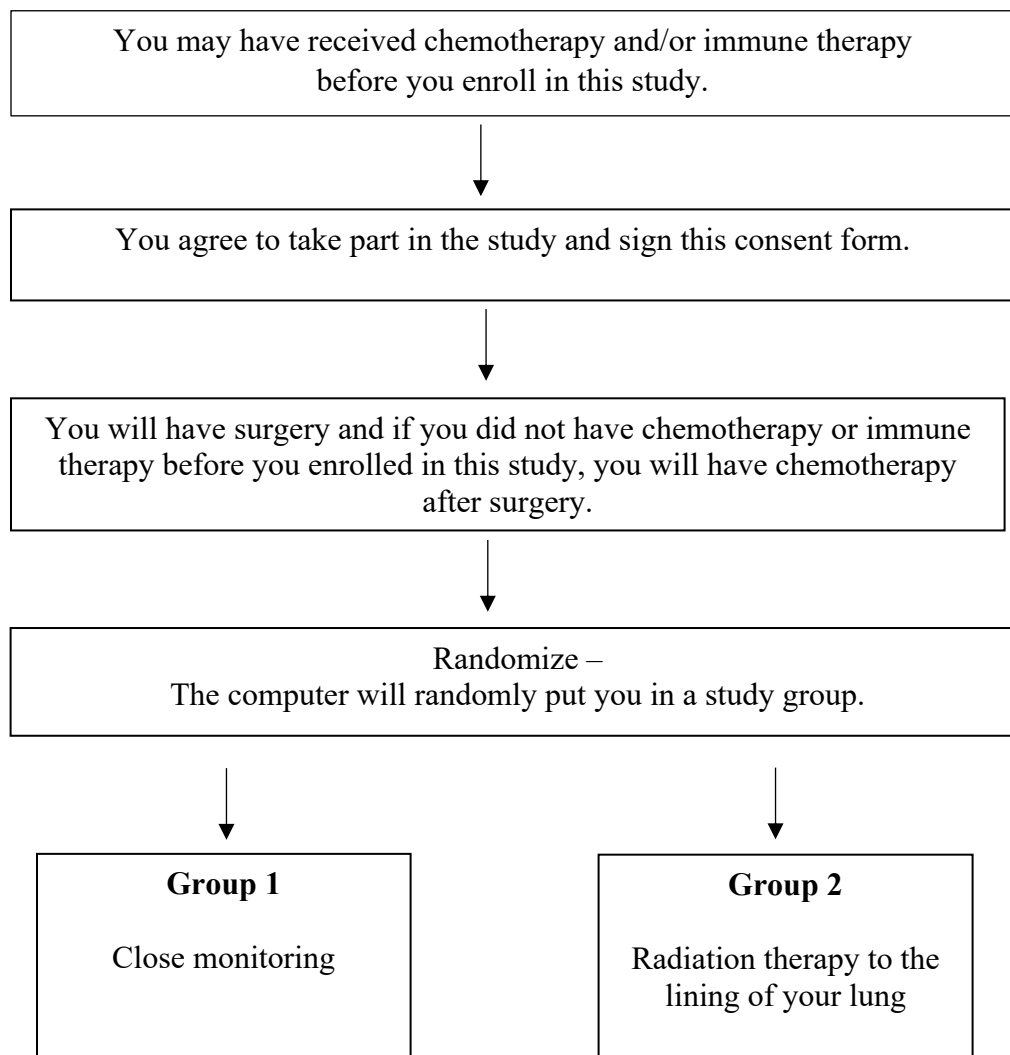 You may have received chemotherapy and/or immune therapy
before you enroll in this study.
You agree to take part in the study and sign this consent form.
You will have surgery and if you did not have chemotherapy or immune
therapy before you enrolled in this study, you will have chemotherapy
after surgery.
Randomize –
The computer will randomly put you in a study group.
Group 1
Close monitoring
Group 2
Radiation therapy to the
lining of your lung